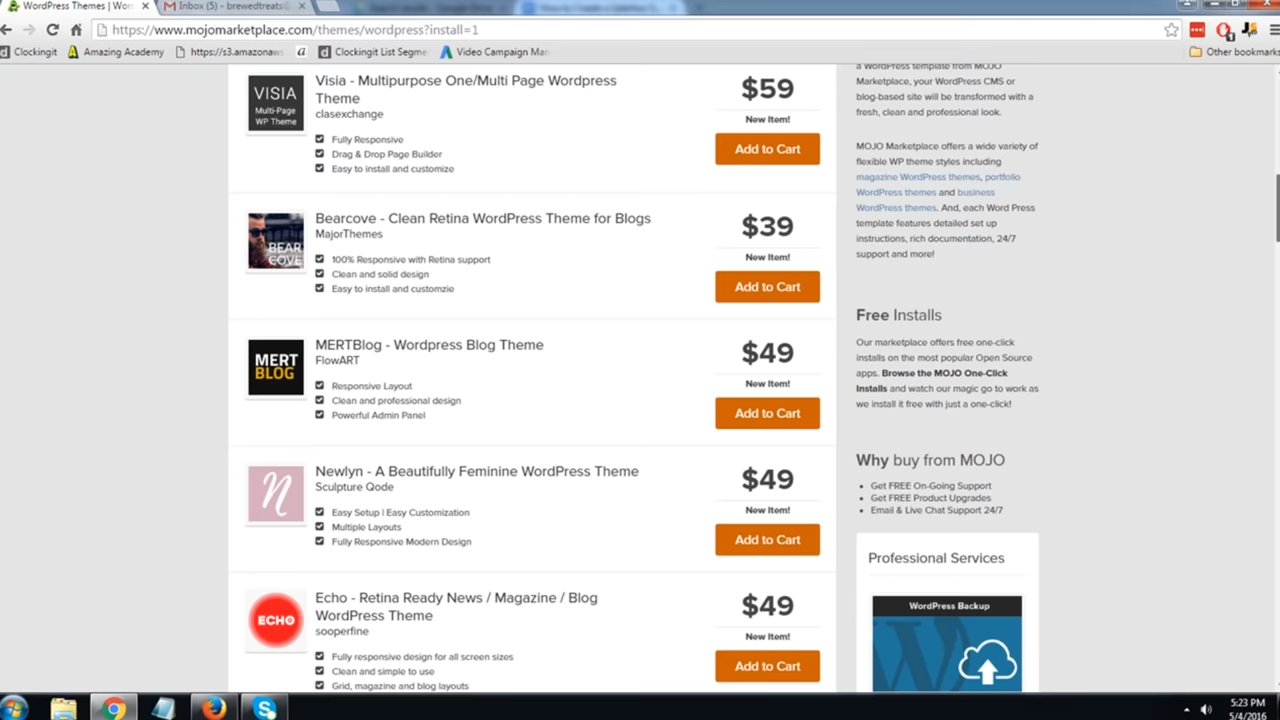 WordPress Themes | Wor
Inbox (5) - brewedtreats@
https://www.mojomarketplace.com/themes/wordpress?install=1
Clockingit
Amazing Academy
https://s3.amazonaws
a
Clockingit List Segme
Video Campaign Man
Other bookmarks
VISIA
Multi-Page
WP Theme
Visia - Multipurpose One/Multi Page Wordpress
Theme
clasexchange
Fully Responsive
Drag & Drop Page Builder
Easy to install and customize
$59
New Item!
Add to Cart
BEAR
COVE
Bearcove - Clean Retina WordPress Theme for Blogs
MajorThemes
100% Responsive with Retina support
Clean and solid design
Easy to install and customzie
$39
New Item!
Add to Cart
MERT
BLOG
MERTBlog - Wordpress Blog Theme
FlowART
Responsive Layout
Clean and professional design
Powerful Admin Panel
$49
New Item!
Add to Cart
n
Newlyn - A Beautifully Feminine WordPress Theme
Sculpture Qode
Easy Setup | Easy Customization
Multiple Layouts
Fully Responsive Modern Design
$49
New Item!
Add to Cart
ECHO
Echo - Retina Ready News / Magazine / Blog
WordPress Theme
sooperfine
Fully responsive design for all screen sizes
Clean and simple to use
Grid, magazine and blog layouts
$49
New Item!
Add to Cart
a WordPress template from MOJO
Marketplace, your WordPress CMS or
blog-based site will be transformed with a
fresh, clean and professional look.
MOJO Marketplace offers a wide variety of
flexible WP theme styles including
magazine WordPress themes, portfolio
WordPress themes and business
WordPress themes. And, each Word Press
template features detailed set up
instructions, rich documentation, 24/7
support and more!
Free Installs
Our marketplace offers free one-click
installs on the most popular Open Source
apps. Browse the MOJO One-Click
Installs and watch our magic go to work as
we install it free with just a one-click!
Why buy from MOJO
Get FREE On-Going Support
Get FREE Product Upgrades
Email & Live Chat Support 24/7
Professional Services
WordPress Backup
5:23 PM
5/4/2016